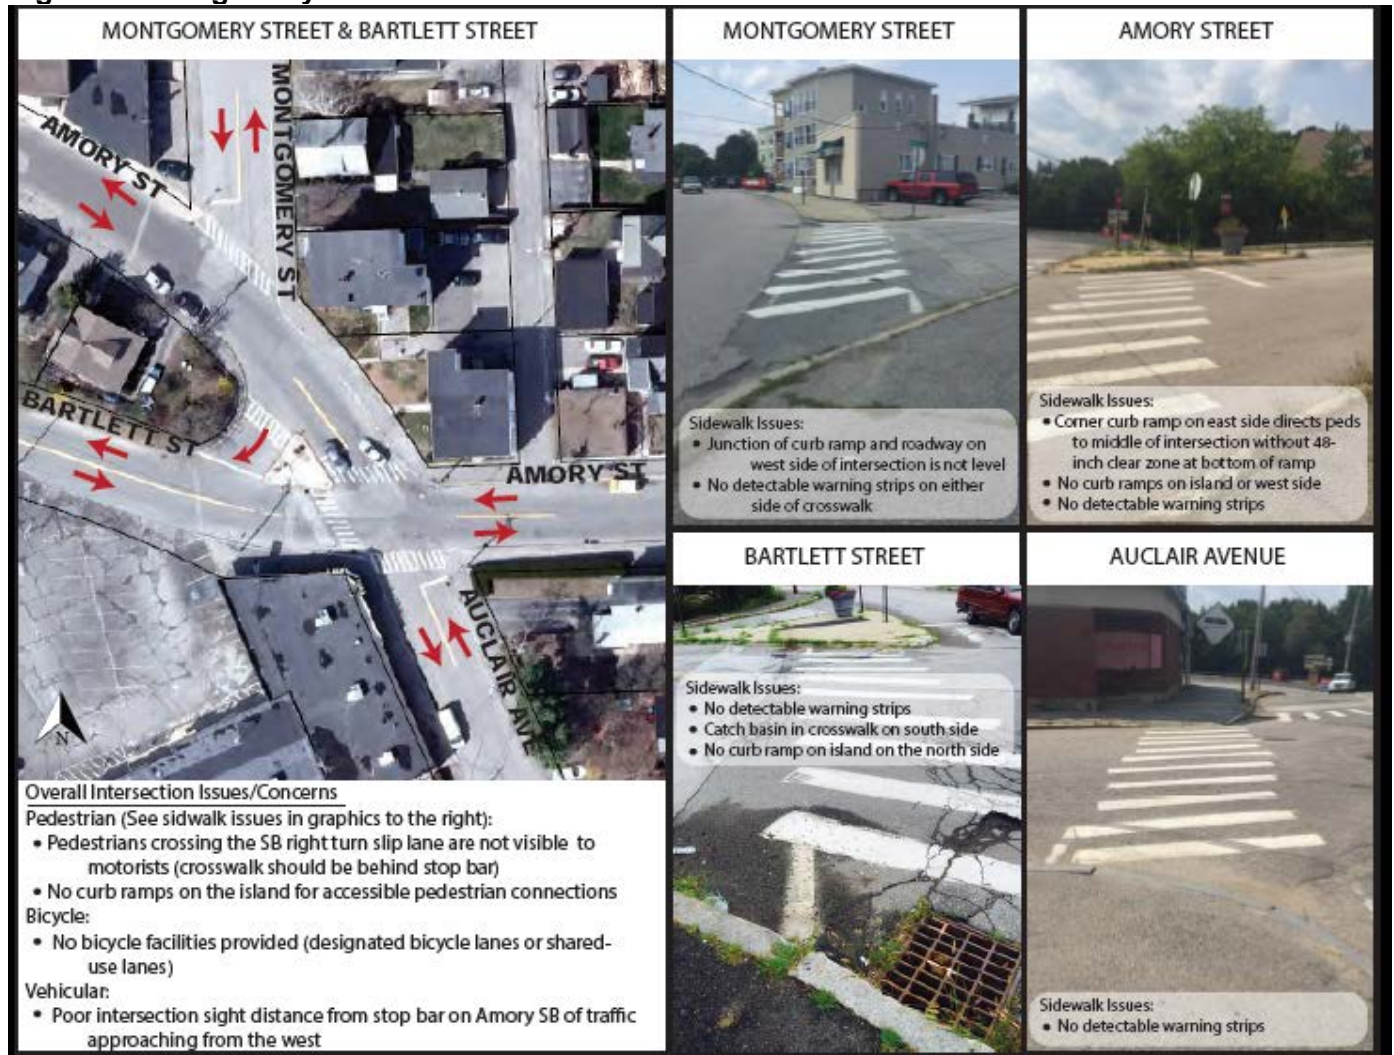 MONTGOMERY STREET & BARTLETT STREET
AMORY ST
MONTGOMERY ST
BARTLETT ST
AMORY ST
AUCLAIR AVE
N
Overall Intersection Issues/Concerns
Pedestrian (See sidwalk issues in graphics to the right):
• Pedestrians crossing the SB right turn slip lane are not visible to
motorists (crosswalk should be behind stop bar)
• No curb ramps on the island for accessible pedestrian connections
Bicycle:
• No bicycle facilities provided (designated bicycle lanes or shared-
use lanes)
Vehicular:
• Poor intersection sight distance from stop bar on Amory SB of traffic
approaching from the west
MONTGOMERY STREET
Sidewalk Issues:
• Junction of curb ramp and roadway on
west side of intersection is not level
• No detectable warning strips on either
side of crosswalk
AMORY STREET
Sidewalk Issues:
• Corner curb ramp on east side directs peds
to middle of intersection without 48-
inch clear zone at bottom of ramp
• No curb ramps on island or west side
• No detectable warning strips
BARTLETT STREET
Sidewalk Issues:
• No detectable warning strips
• Catch basin in crosswalk on south side
• No curb ramp on island on the north side
AUCLAIR AVENUE
Sidewalk Issues:
• No detectable warning strips